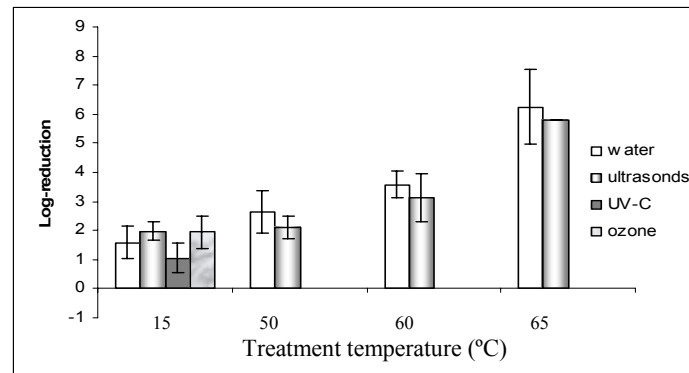 9
8
7
6
5
4
3
2
1
0
-1
Log-reduction
15 50 60 65
Treatment temperature (ºC)
water
ultrasonds
UV-C
ozone